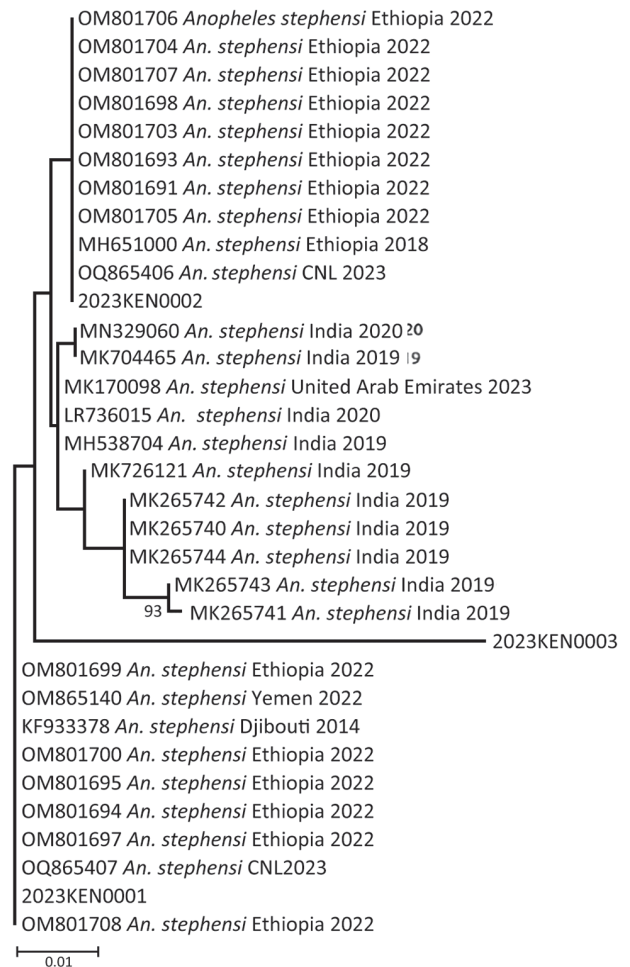 OM801706 Anopheles stephensi Ethiopia 2022
OM801704 An. stephensi Ethiopia 2022
OM801707 An. stephensi Ethiopia 2022
OM801698 An. stephensi Ethiopia 2022
OM801703 An. stephensi Ethiopia 2022
OM801693 An. stephensi Ethiopia 2022
OM801691 An. stephensi Ethiopia 2022
OM801705 An. stephensi Ethiopia 2022
MH651000 An. stephensi Ethiopia 2018
OQ865406 An. stephensi CNL 2023
2023KEN0002
MN329060 An. stephensi India 2020 20
MK704465 An. stephensi India 2019 19
MK170098 An. stephensi United Arab Emirates 2023
LR736015 An. stephensi India 2020
MH538704 An. stephensi India 2019
MK726121 An. stephensi India 2019
MK265742 An. stephensi India 2019
MK265740 An. stephensi India 2019
MK265744 An. stephensi India 2019
MK265743 An. stephensi India 2019
93 MK265741 An. stephensi India 2019
2023KEN0003
OM801699 An. stephensi Ethiopia 2022
OM865140 An. stephensi Yemen 2022
KF933378 An. stephensi Djibouti 2014
OM801700 An. stephensi Ethiopia 2022
OM801695 An. stephensi Ethiopia 2022
OM801694 An. stephensi Ethiopia 2022
OM801697 An. stephensi Ethiopia 2022
OQ865407 An. stephensi CNL2023
2023KEN0001
OM801708 An. stephensi Ethiopia 2022
0.01